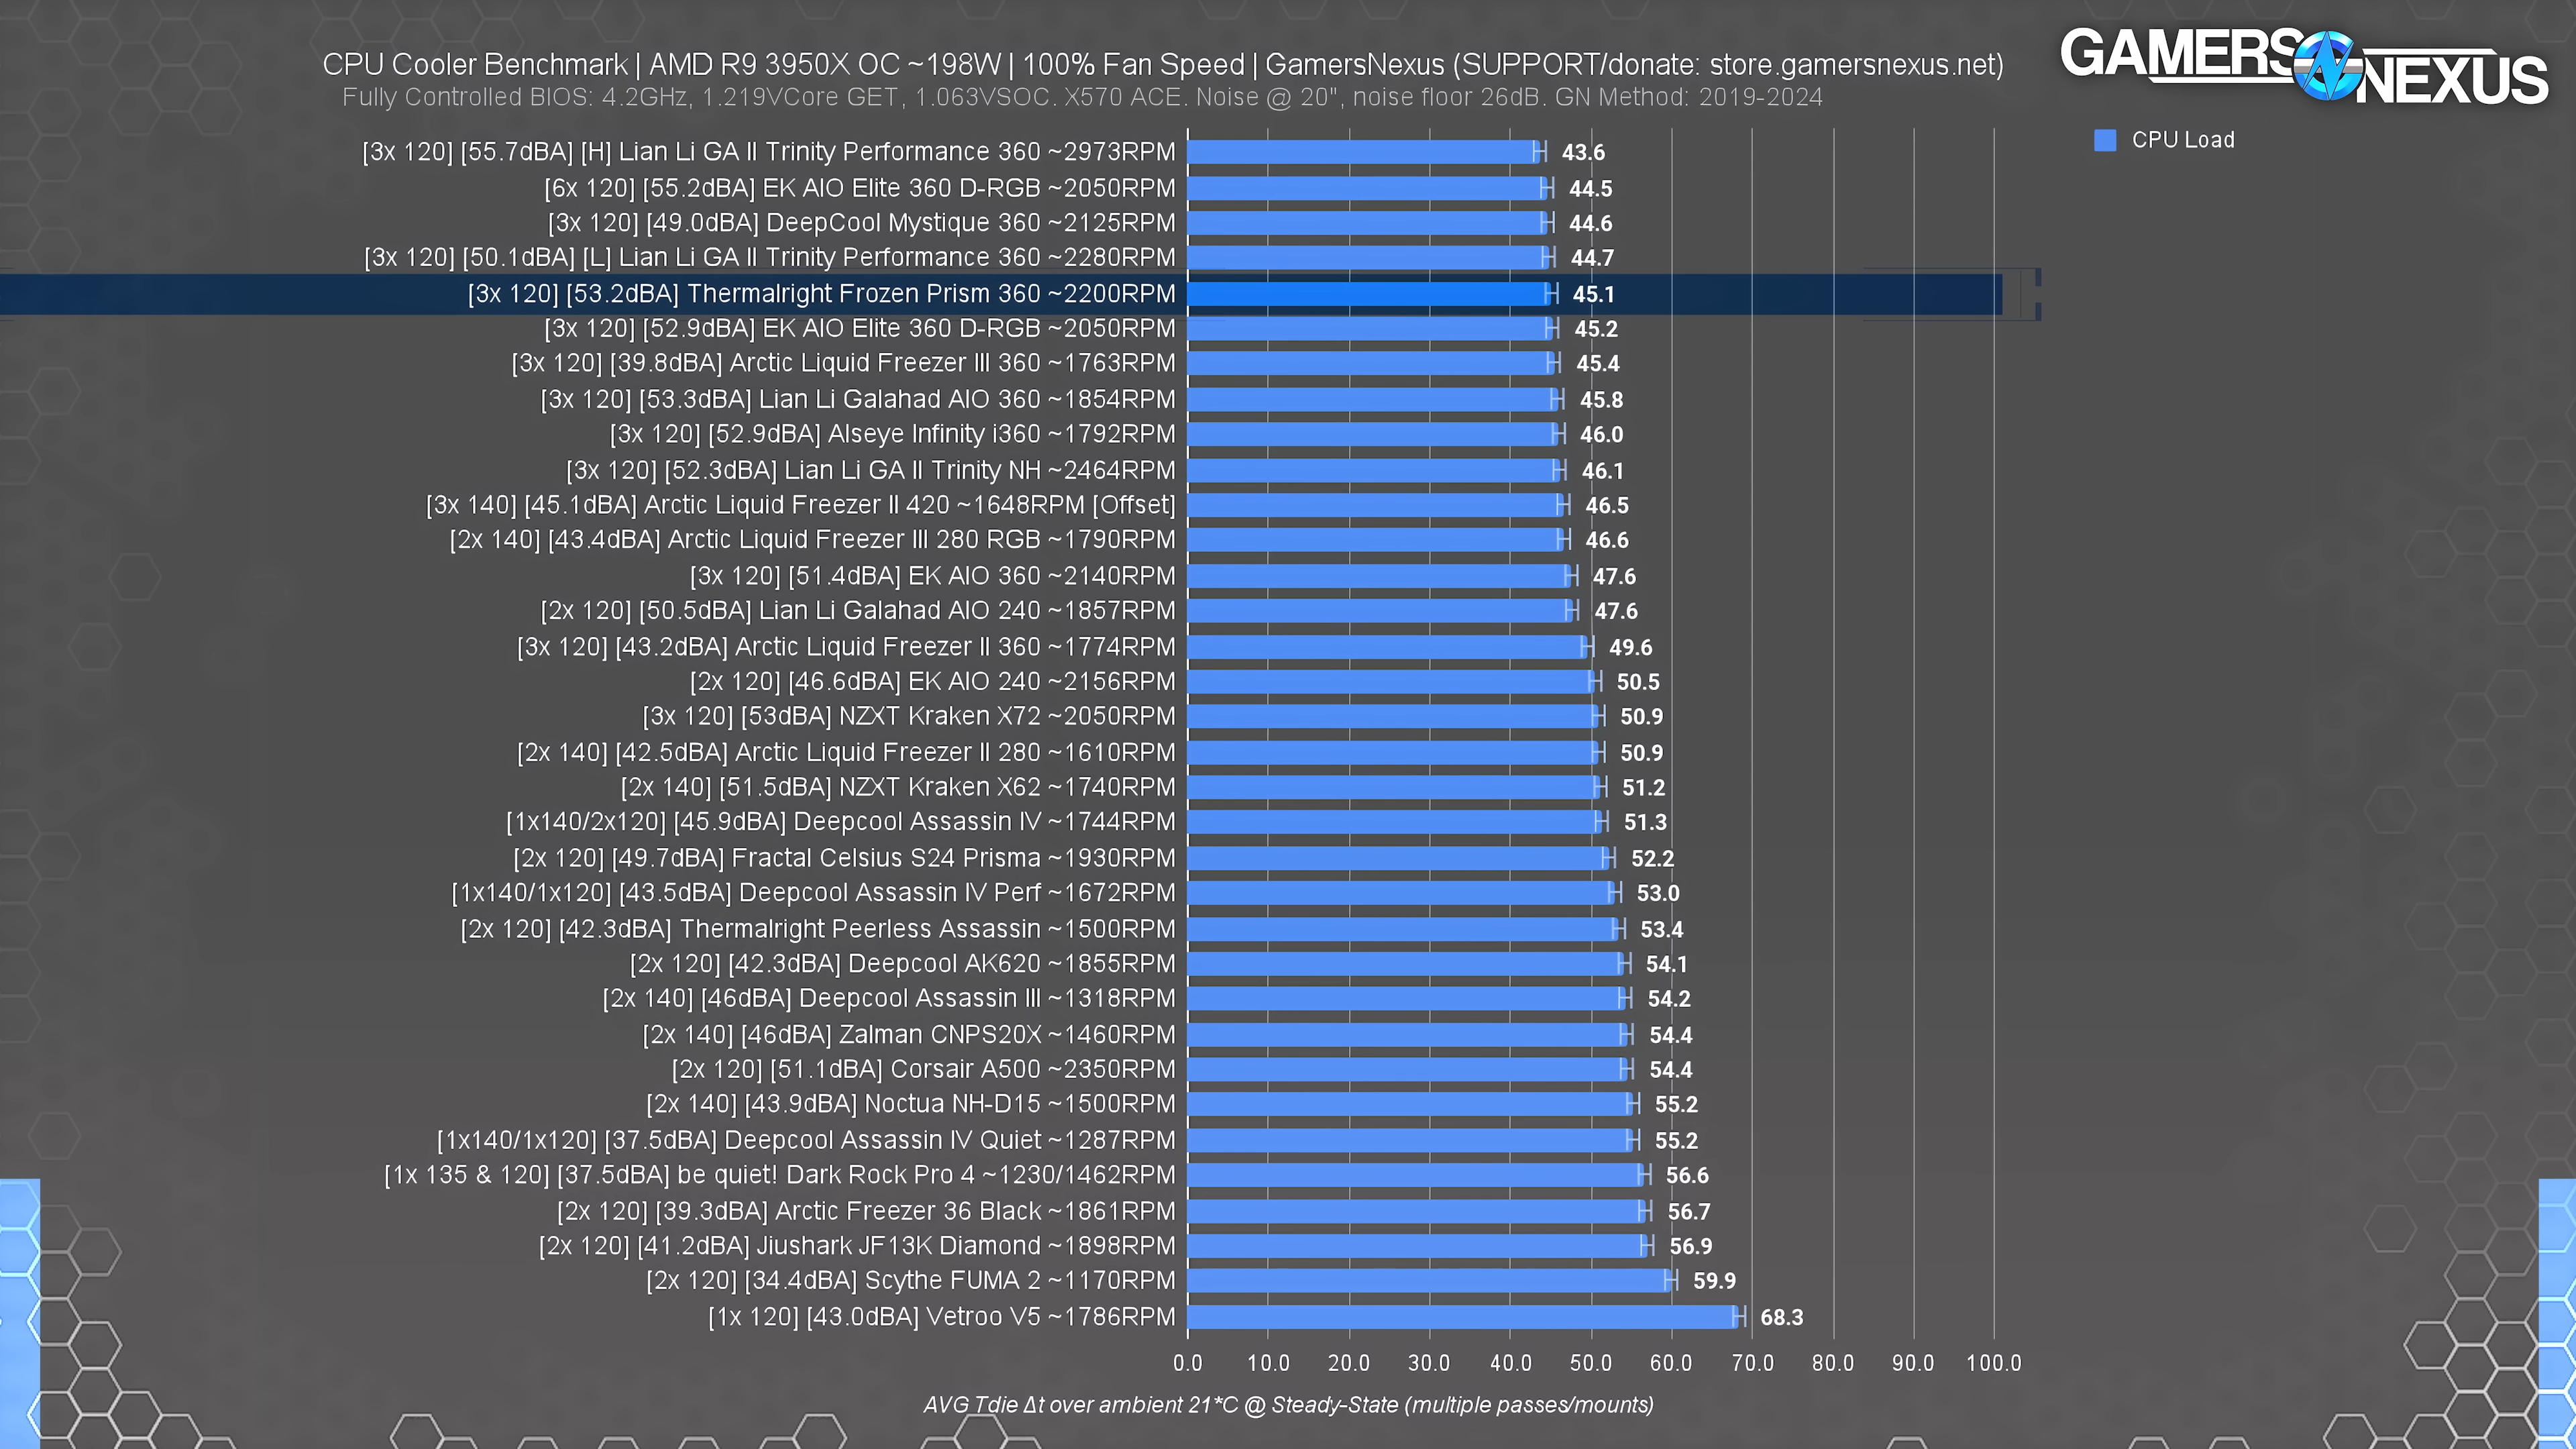 GAMERS NEXUS
CPU Cooler Benchmark | AMD R9 3950X OC ~198W | 100% Fan Speed | GamersNexus (SUPPORT/donate: store.gamersnexus.net)
Fully Controlled BIOS: 4.2GHz, 1.219VCore GET, 1.063VSOC. X570 ACE. Noise @ 20", noise floor 26dB. GN Method: 2019-2024
CPU Load
[3x 120] [55.7dBA] [H] Lian Li GA II Trinity Performance 360 ~2973RPM 43.6
[6x 120] [55.2dBA] EK AIO Elite 360 D-RGB ~2050RPM 44.5
[3x 120] [49.0dBA] DeepCool Mystique 360 ~2125RPM 44.6
[3x 120] [50.1dBA] [L] Lian Li GA II Trinity Performance 360 ~2280RPM 44.7
[3x 120] [53.2dBA] Thermalright Frozen Prism 360 ~2200RPM 45.1
[3x 120] [52.9dBA] EK AIO Elite 360 D-RGB ~2050RPM 45.2
[3x 120] [39.8dBA] Arctic Liquid Freezer III 360 ~1763RPM 45.4
[3x 120] [53.3dBA] Lian Li Galahad AIO 360 ~1854RPM 45.8
[3x 120] [52.9dBA] Alseye Infinity i360 ~1792RPM 46.0
[3x 120] [52.3dBA] Lian Li GA II Trinity NH ~2464RPM 46.1
[3x 140] [45.1dBA] Arctic Liquid Freezer II 420 ~1648RPM [Offset] 46.5
[2x 140] [43.4dBA] Arctic Liquid Freezer III 280 RGB ~1790RPM 46.6
[3x 120] [51.4dBA] EK AIO 360 ~2140RPM 47.6
[2x 120] [50.5dBA] Lian Li Galahad AIO 240 ~1857RPM 47.6
[3x 120] [43.2dBA] Arctic Liquid Freezer II 360 ~1774RPM 49.6
[2x 120] [46.6dBA] EK AIO 240 ~2156RPM 50.5
[3x 120] [53dBA] NZXT Kraken X72 ~2050RPM 50.9
[2x 140] [42.5dBA] Arctic Liquid Freezer II 280 ~1610RPM 50.9
[2x 140] [51.5dBA] NZXT Kraken X62 ~1740RPM 51.2
[1x140/2x120] [45.9dBA] Deepcool Assassin IV ~1744RPM 51.3
[2x 120] [49.7dBA] Fractal Celsius S24 Prisma ~1930RPM 52.2
[1x140/1x120] [43.5dBA] Deepcool Assassin IV Perf ~1672RPM 53.0
[2x 120] [42.3dBA] Thermalright Peerless Assassin ~1500RPM 53.4
[2x 120] [42.3dBA] Deepcool AK620 ~1855RPM 54.1
[2x 140] [46dBA] Deepcool Assassin III ~1318RPM 54.2
[2x 140] [46dBA] Zalman CNPS20X ~1460RPM 54.4
[2x 120] [51.1dBA] Corsair A500 ~2350RPM 54.4
[2x 140] [43.9dBA] Noctua NH-D15 ~1500RPM 55.2
[1x140/1x120] [37.5dBA] Deepcool Assassin IV Quiet ~1287RPM 55.2
[1x 135 & 120] [37.5dBA] be quiet! Dark Rock Pro 4 ~1230/1462RPM 56.6
[2x 120] [39.3dBA] Arctic Freezer 36 Black ~1861RPM 56.7
[2x 120] [41.2dBA] Jiushark JF13K Diamond ~1898RPM 56.9
[2x 120] [34.4dBA] Scythe FUMA 2 ~1170RPM 59.9
[1x 120] [43.0dBA] Vetroo V5 ~1786RPM 68.3
0.0 10.0 20.0 30.0 40.0 50.0 60.0 70.0 80.0 90.0 100.0
AVG Tdie Δt over ambient 21*C @ Steady-State (multiple passes/mounts)